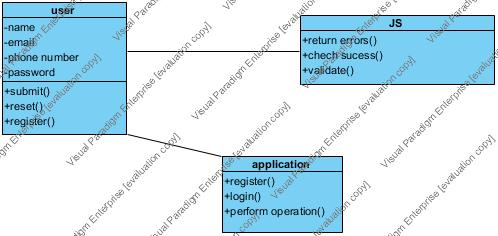 user
-name
-email
-phone number
-password
+submit()
+reset()
+register()
JS
+return errors()
+chech sucess()
+validate()
application
+register()
+login()
+perform operation()
Visual Paradigm Enterprise [evaluation copy]